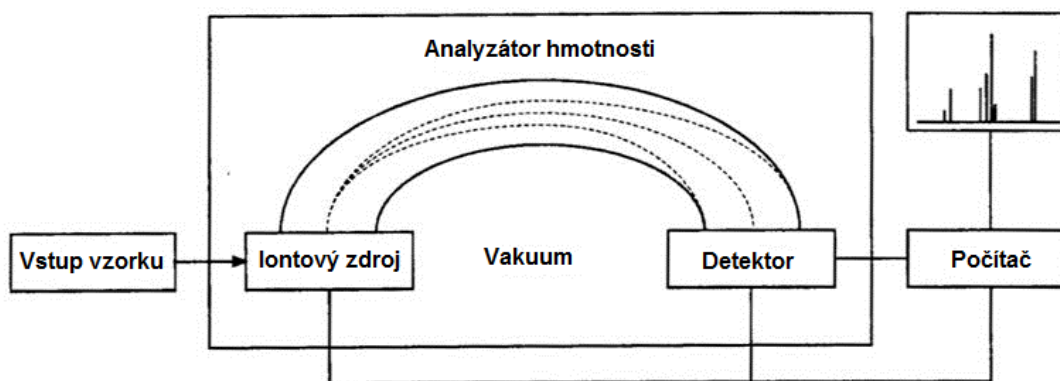 Analyzátor hmotnosti
Vstup vzorku
Iontový zdroj
Vakuum
Detektor
Počítač